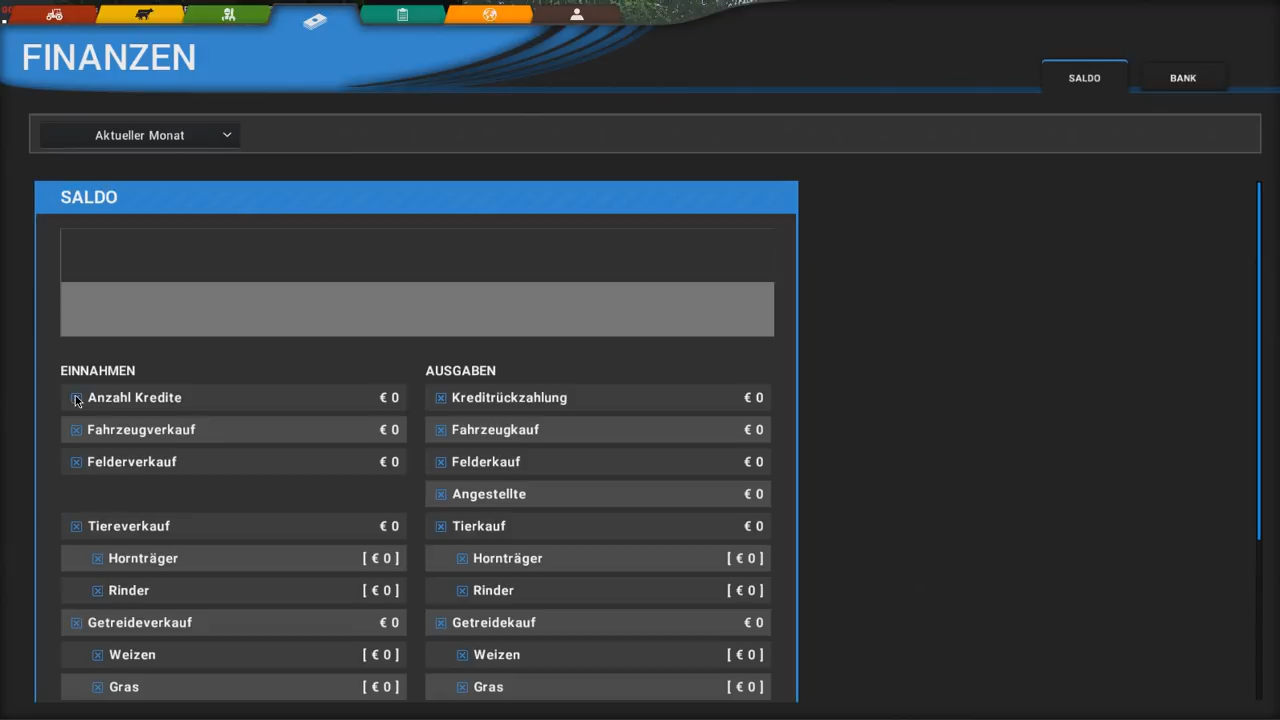 FINANZEN
SALDO
BANK
Aktueller Monat
SALDO
EINNAHMEN
AUSGABEN
Anzahl Kredite € 0
Kreditrückzahlung € 0
Fahrzeugverkauf € 0
Fahrzeugkauf € 0
Felderverkauf € 0
Felderkauf € 0
Angestellte € 0
Tiereverkauf € 0
Tierkauf € 0
Hornträger [ € 0 ]
Hornträger [ € 0 ]
Rinder [ € 0 ]
Rinder [ € 0 ]
Getreideverkauf € 0
Getreidekauf € 0
Weizen [ € 0 ]
Weizen [ € 0 ]
Gras [ € 0 ]
Gras [ € 0 ]